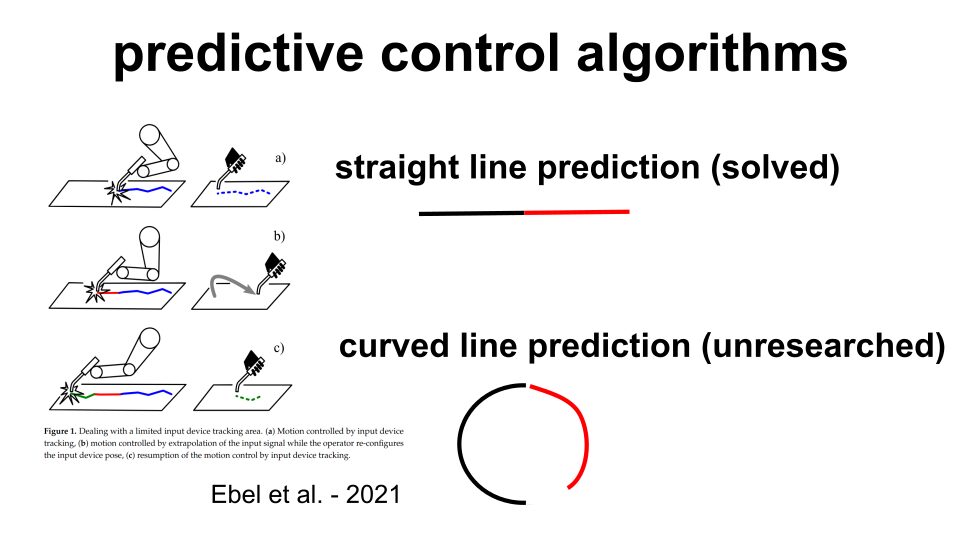 predictive control algorithms
a)
straight line prediction (solved)
b)
c)
curved line prediction (unresearched)
Figure 1. Dealing with a limited input device tracking area. (a) Motion controlled by input device
tracking, (b) motion controlled by extrapolation of the input signal while the operator re-configures
the input device pose, (c) resumption of the motion control by input device tracking.
Ebel et al. - 2021